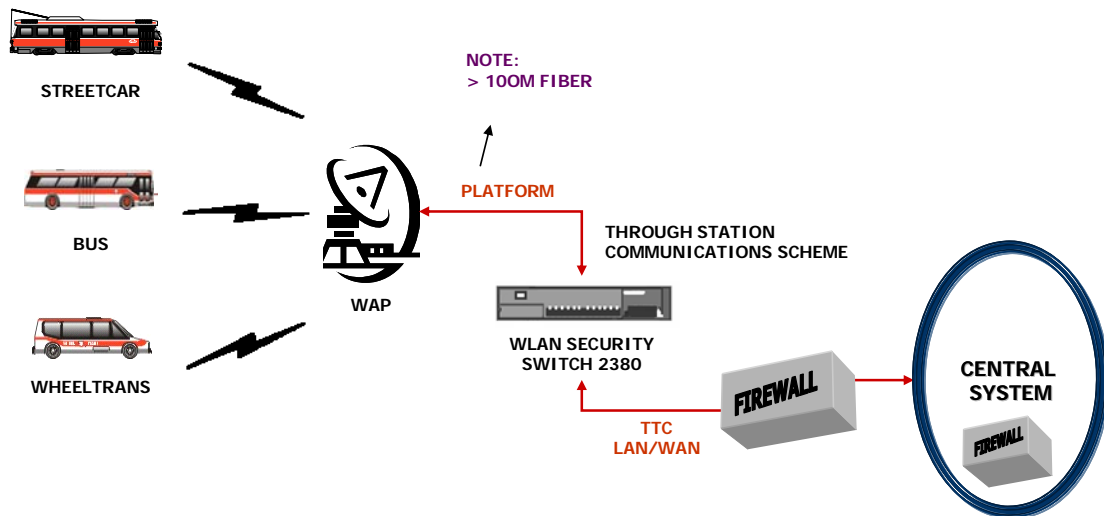 STREETCAR
NOTE:
> 10OM FIBER
BUS
PLATFORM
THROUGH STATION
COMMUNICATIONS SCHEME
WAP
WLAN SECURITY
SWITCH 2380
WHEELTRANS
FIREWALL
TTC
LAN/WAN
CENTRAL
SYSTEM
FIREWALL